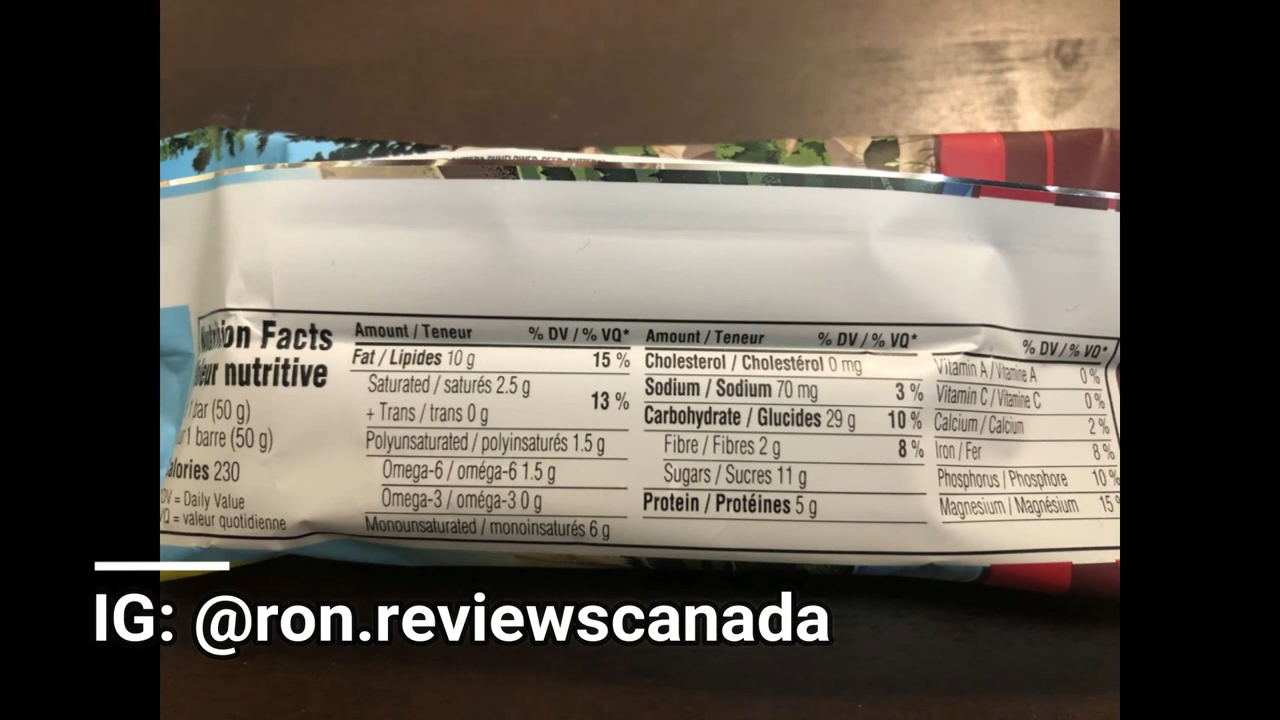 Nutrition Facts
Valeur nutritive
1 bar (50 g)
1 barre (50 g)
Calories 230
DV = Daily Value
VQ = valeur quotidienne
Amount / Teneur % DV / % VQ*
Fat / Lipides 10 g 15 %
Saturated / saturés 2.5 g
+ Trans / trans 0 g 13 %
Polyunsaturated / polyinsaturés 1.5 g
Omega-6 / oméga-6 1.5 g
Omega-3 / oméga-3 0 g
Monounsaturated / monoinsaturés 6 g
Amount / Teneur % DV / % VQ*
Cholesterol / Cholestérol 0 mg
Sodium / Sodium 70 mg 3 %
Carbohydrate / Glucides 29 g 10 %
Fibre / Fibres 2 g 8 %
Sugars / Sucres 11 g
Protein / Protéines 5 g
% DV / % VQ*
Vitamin A / Vitamine A 0 %
Vitamin C / Vitamine C 0 %
Calcium / Calcium 2 %
Iron / Fer 8 %
Phosphorus / Phosphore 10 %
Magnesium / Magnésium 15 %
IG: @ron.reviewscanada